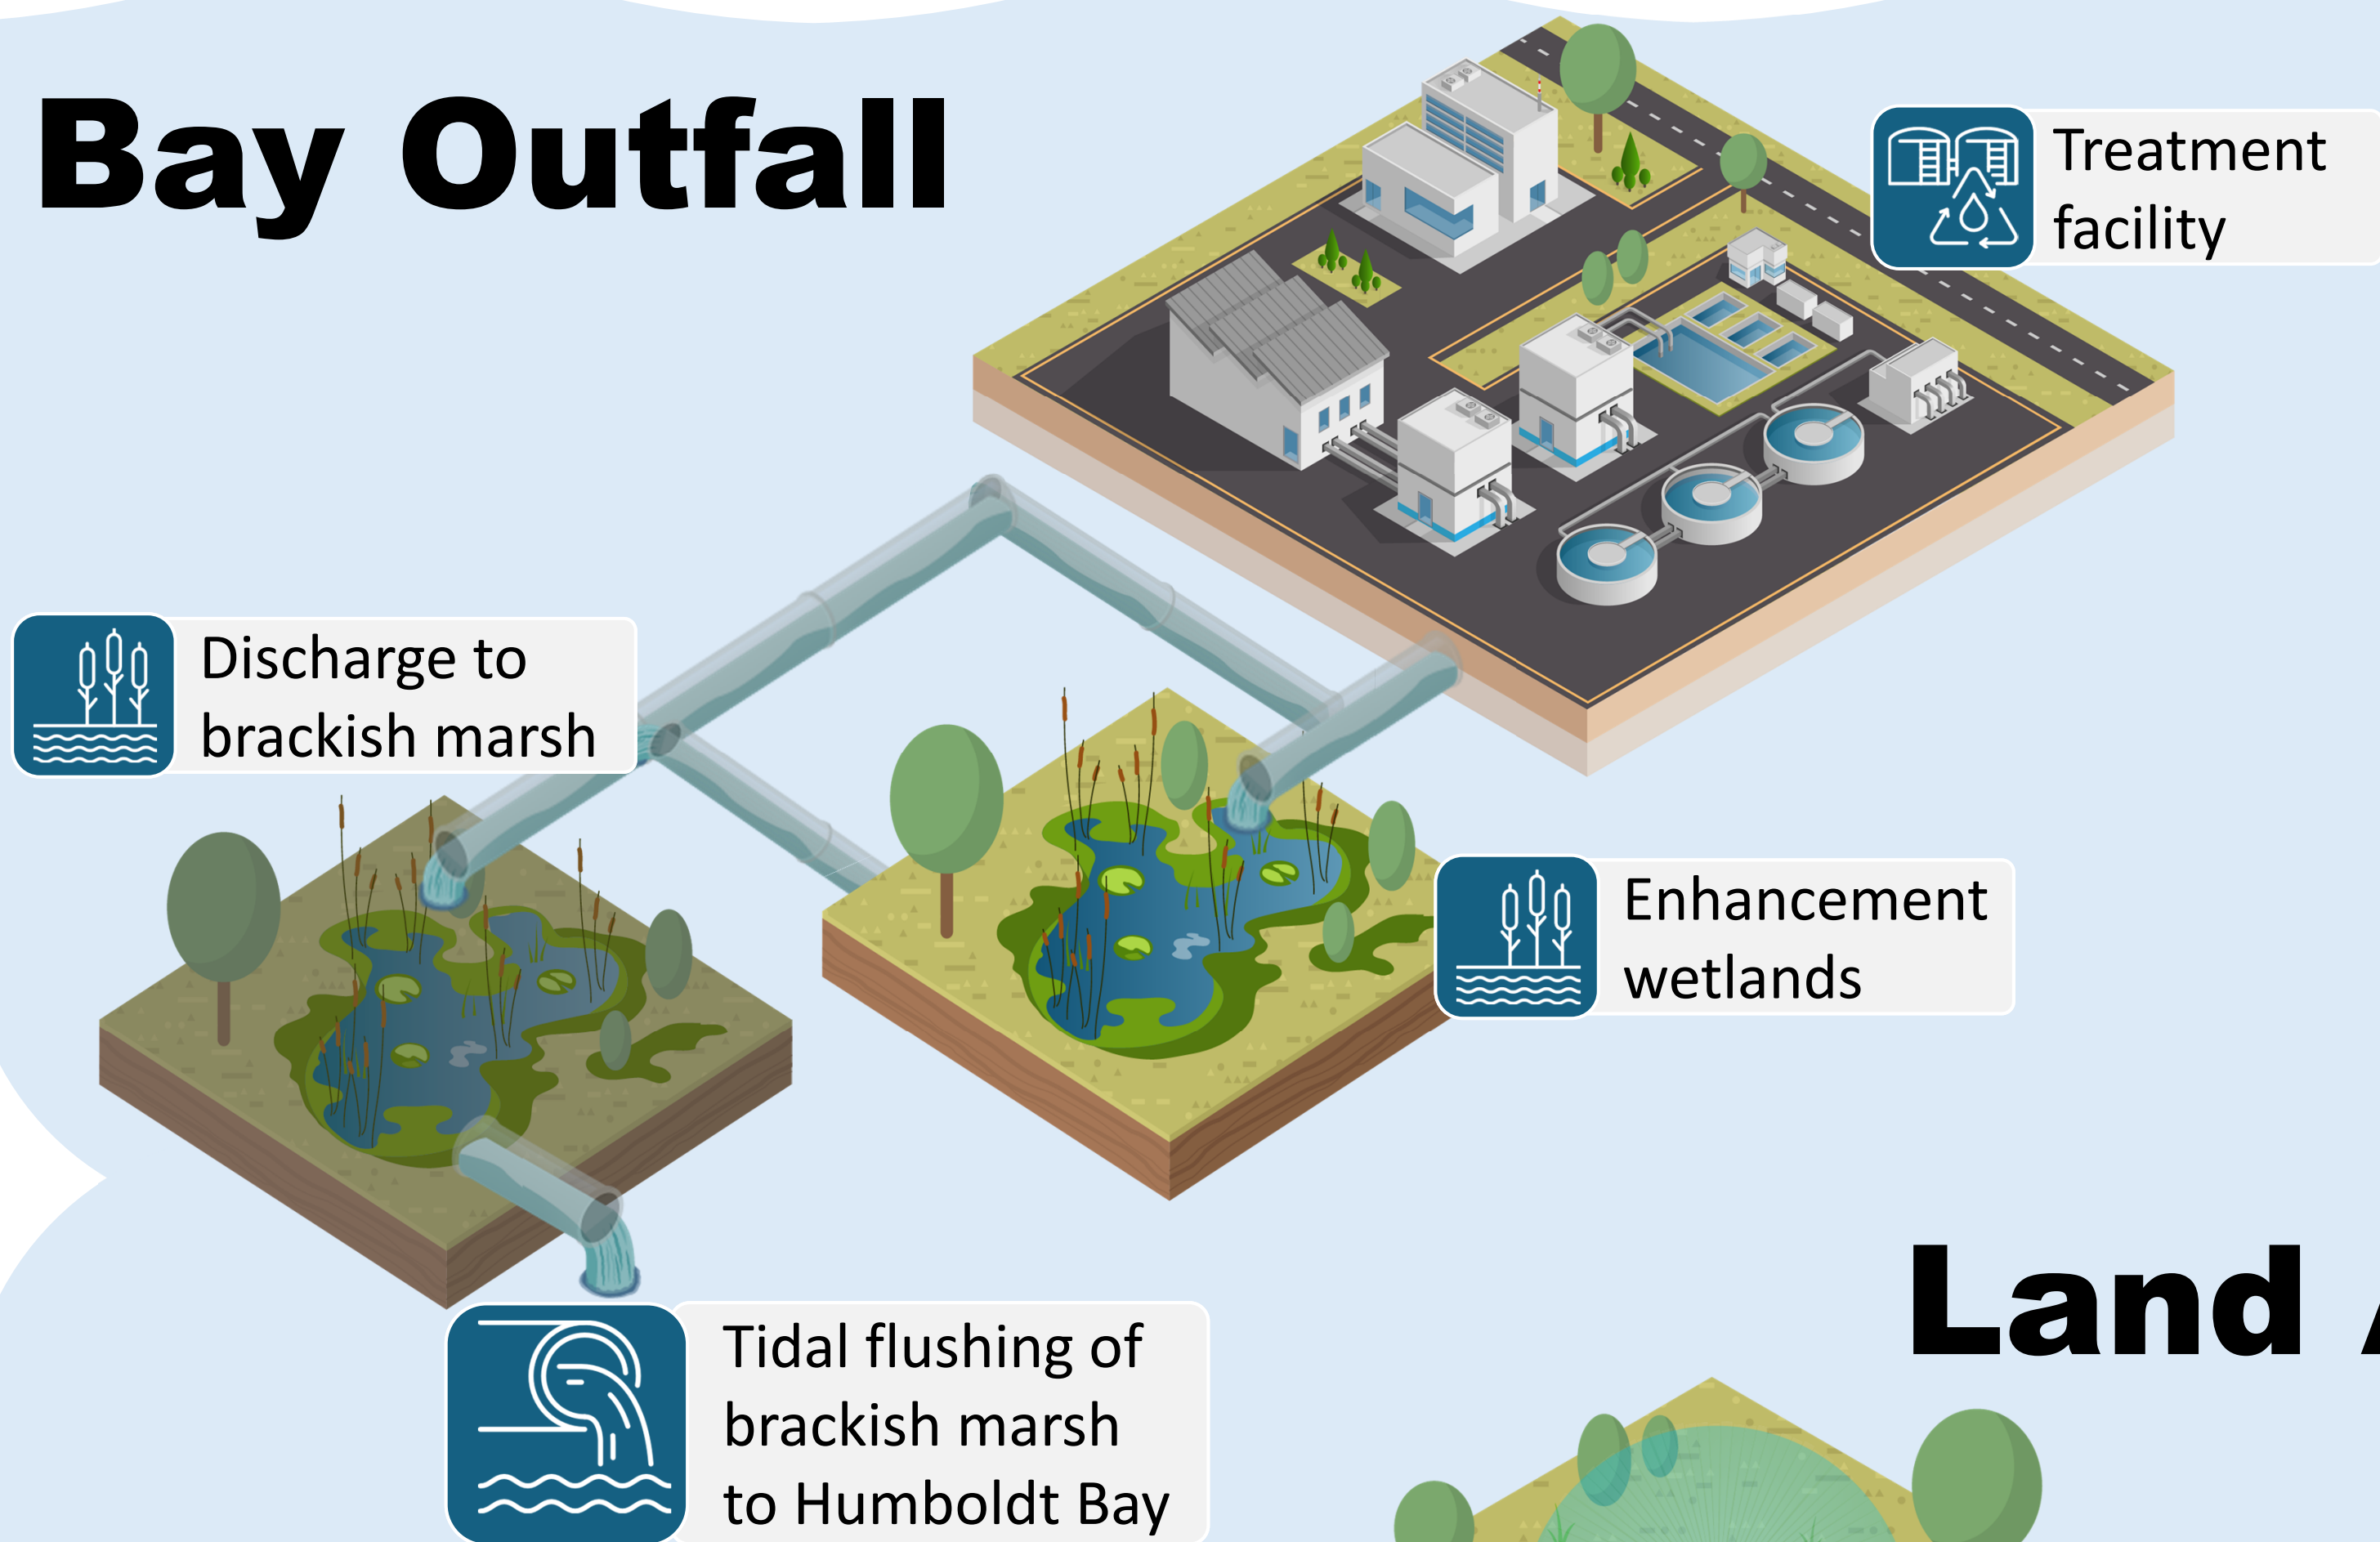 Bay Outfall
Treatment
facility
Discharge to
brackish marsh
Enhancement
wetlands
Tidal flushing of
brackish marsh
to Humboldt Bay
Land